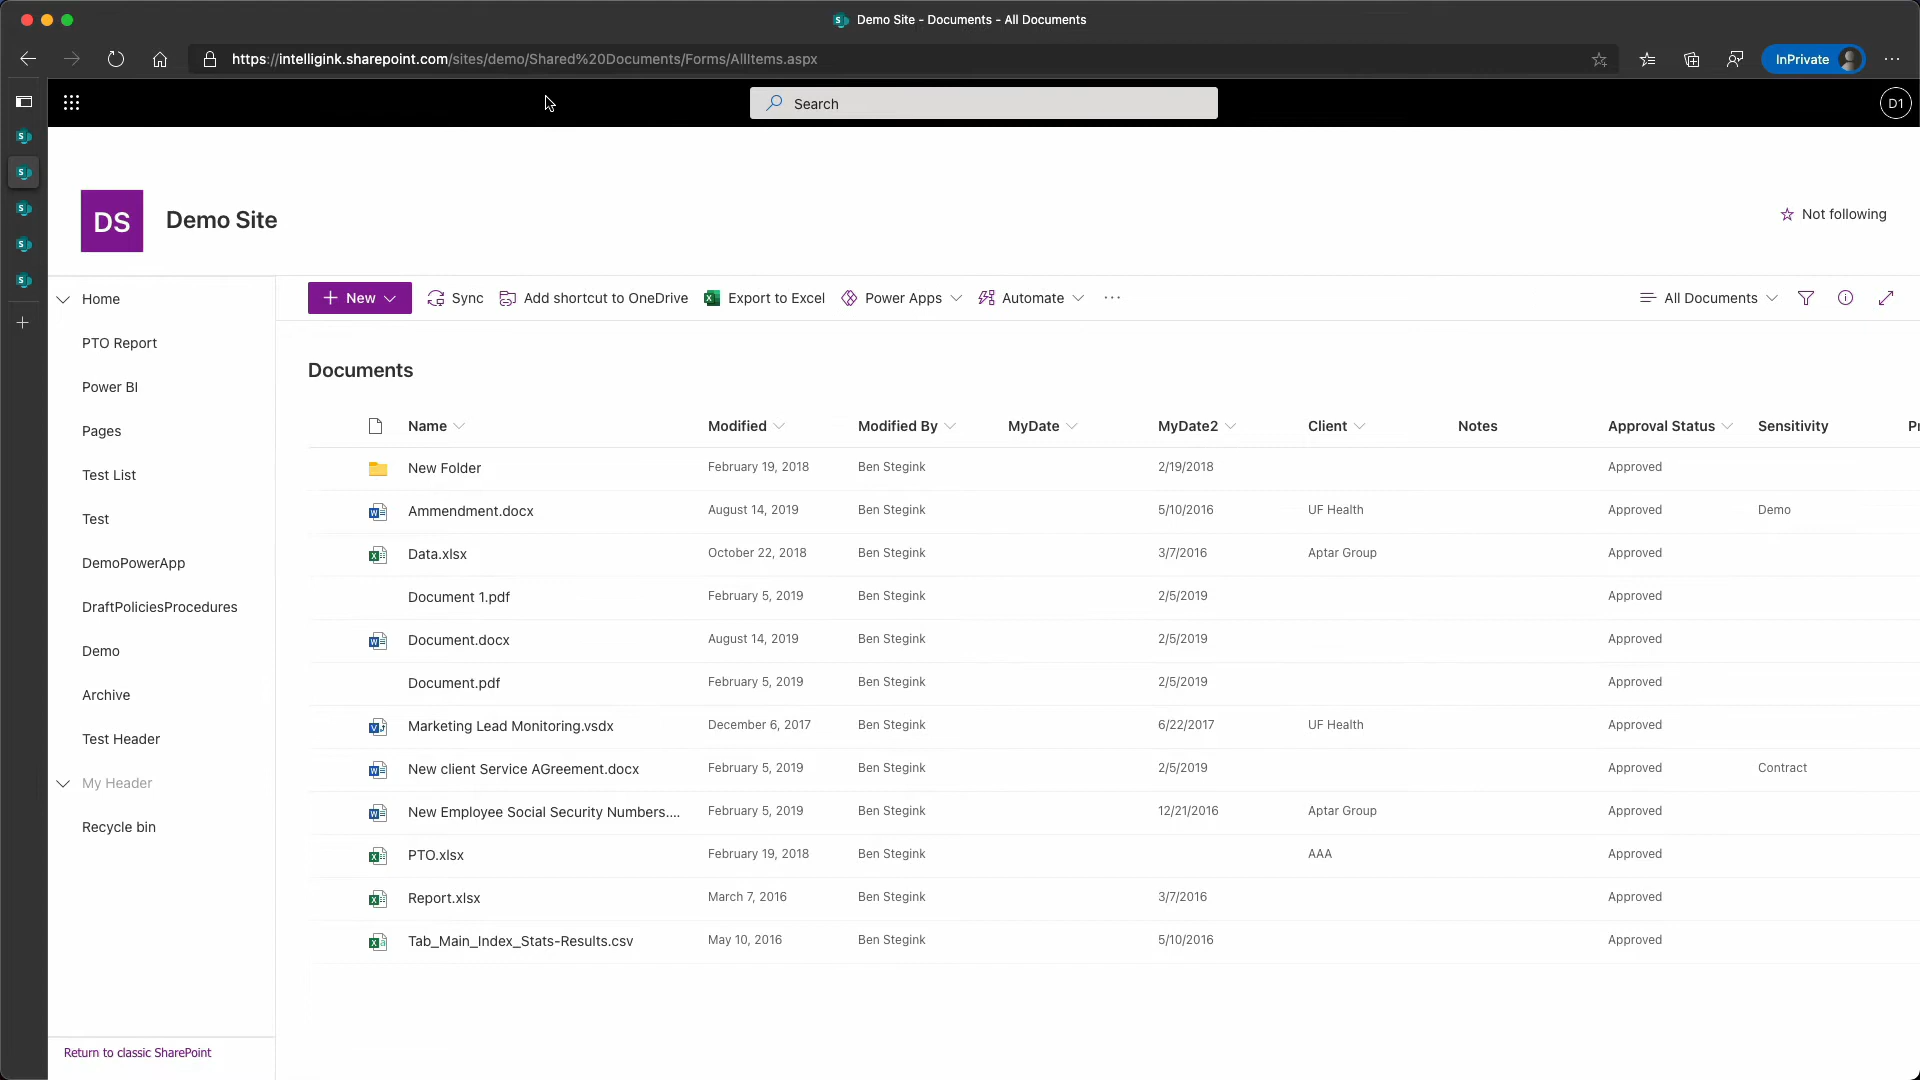 Demo Site - Documents - All Documents
https://intelligink.sharepoint.com/sites/demo/Shared%20Documents/Forms/AllItems.aspx
InPrivate
Search
D1
DS
Demo Site
Not following
Home
PTO Report
Power BI
Pages
Test List
Test
DemoPowerApp
DraftPoliciesProcedures
Demo
Archive
Test Header
My Header
Recycle bin
Return to classic SharePoint
New Sync Add shortcut to OneDrive Export to Excel Power Apps Automate ··· All Documents
Documents
Name Modified Modified By MyDate MyDate2 Client Notes Approval Status Sensitivity
New Folder February 19, 2018 Ben Stegink 2/19/2018 Approved
Ammendment.docx August 14, 2019 Ben Stegink 5/10/2016 UF Health Approved Demo
Data.xlsx October 22, 2018 Ben Stegink 3/7/2016 Aptar Group Approved
Document 1.pdf February 5, 2019 Ben Stegink 2/5/2019 Approved
Document.docx August 14, 2019 Ben Stegink 2/5/2019 Approved
Document.pdf February 5, 2019 Ben Stegink 2/5/2019 Approved
Marketing Lead Monitoring.vsdx December 6, 2017 Ben Stegink 6/22/2017 UF Health Approved
New client Service AGreement.docx February 5, 2019 Ben Stegink 2/5/2019 Approved Contract
New Employee Social Security Numbers.... February 5, 2019 Ben Stegink 12/21/2016 Aptar Group Approved
PTO.xlsx February 19, 2018 Ben Stegink AAA Approved
Report.xlsx March 7, 2016 Ben Stegink 3/7/2016 Approved
Tab_Main_Index_Stats-Results.csv May 10, 2016 Ben Stegink 5/10/2016 Approved